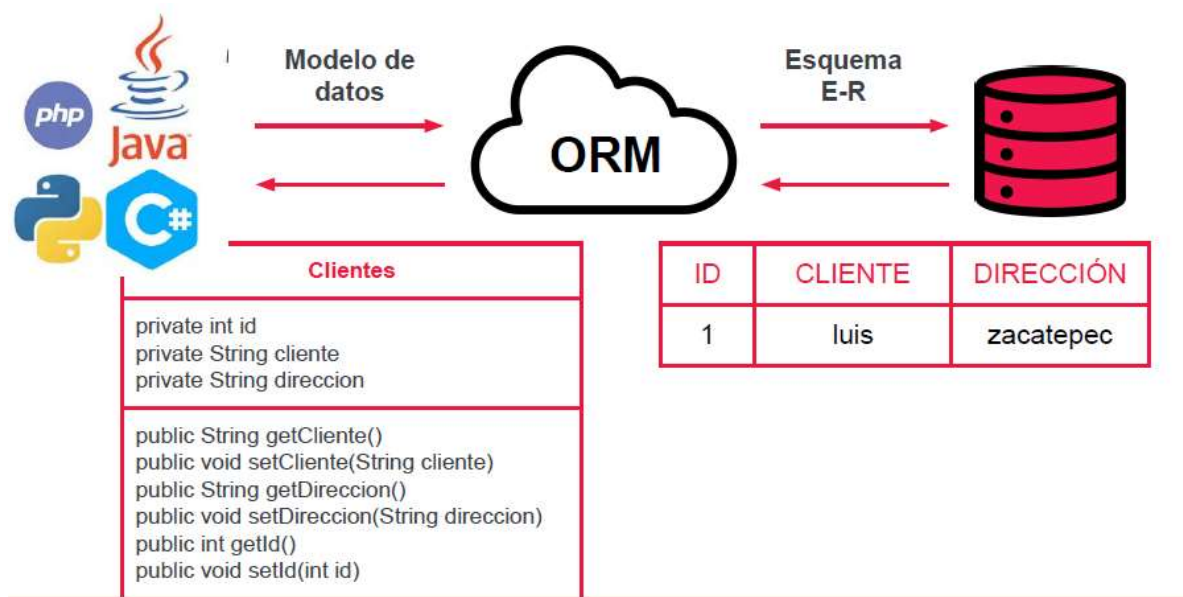 Modelo de
datos
Esquema
E-R
php
Java
C#
ORM
Clientes
private int id
private String cliente
private String direccion
public String getCliente()
public void setCliente(String cliente)
public String getDireccion()
public void setDireccion(String direccion)
public int getId()
public void setId(int id)
ID CLIENTE DIRECCIÓN
1 luis zacatepec